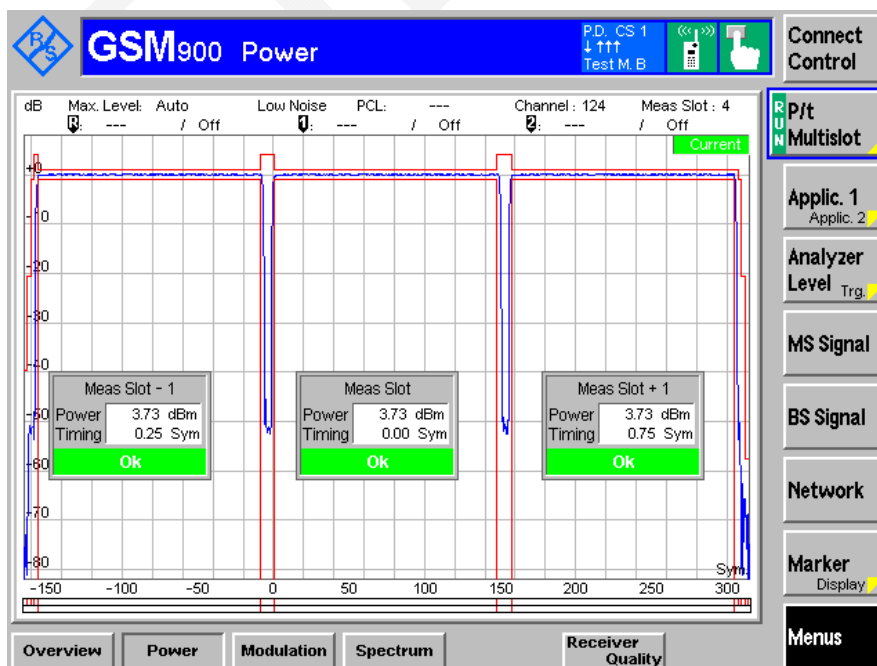 R/S
GSM900 Power
P.D. CS 1
↓ ↑↑↑
Test M. B
Connect
Control
dB Max. Level: Auto Low Noise PCL: --- Channel : 124 Meas Slot : 4
R: --- / Off 1: --- / Off 2: --- / Off
Current
RUN
P/t
Multislot
Applic. 1
Applic. 2
Analyzer
Level Trg.
MS Signal
BS Signal
Network
Marker
Display
Menus
+0
-10
-20
-30
-40
-50
-60
-70
-80
Meas Slot - 1
Power 3.73 dBm
Timing 0.25 Sym
Ok
Meas Slot
Power 3.73 dBm
Timing 0.00 Sym
Ok
Meas Slot + 1
Power 3.73 dBm
Timing 0.75 Sym
Ok
Sym
-150 -100 -50 0 50 100 150 200 250 300
Overview Power Modulation Spectrum Receiver
Quality